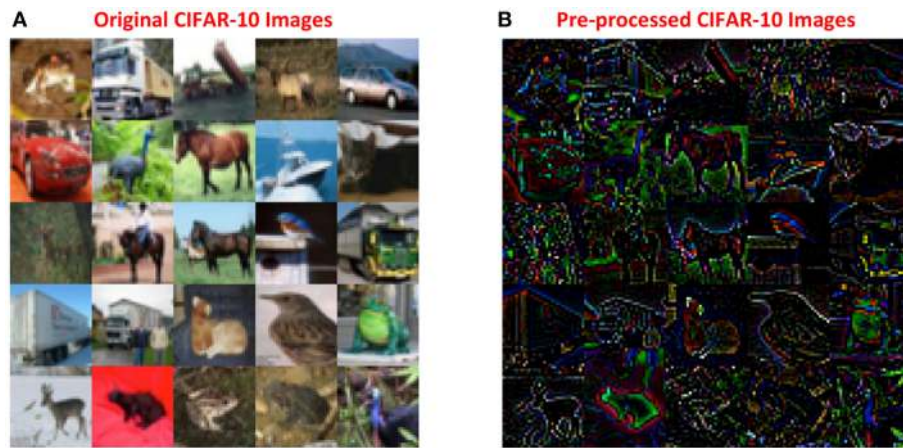 A
Original CIFAR-10 Images
B
Pre-processed CIFAR-10 Images